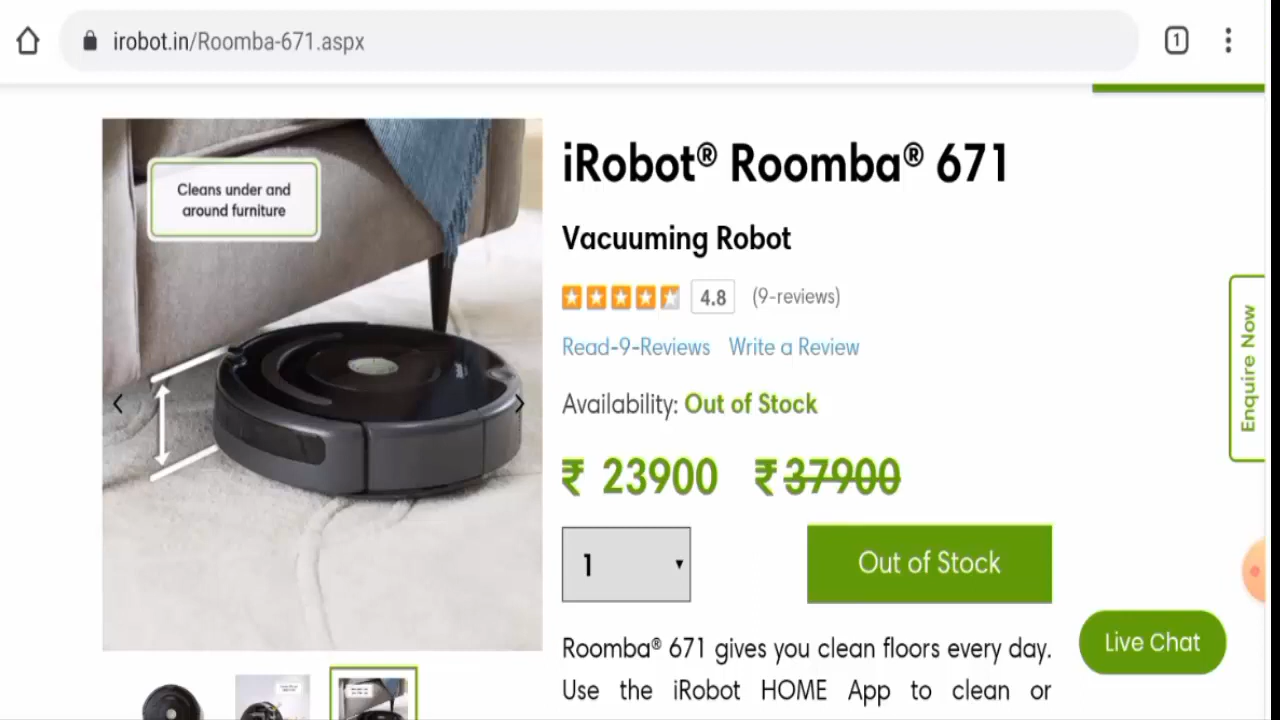 irobot.in/Roomba-671.aspx
1
Cleans under and
around furniture
iRobot® Roomba® 671
Vacuuming Robot
4.8 (9-reviews)
Read-9-Reviews Write a Review
Availability: Out of Stock
₹ 23900 ₹ 37900
1
Out of Stock
Roomba® 671 gives you clean floors every day.
Use the iRobot HOME App to clean or
Enquire Now
Live Chat